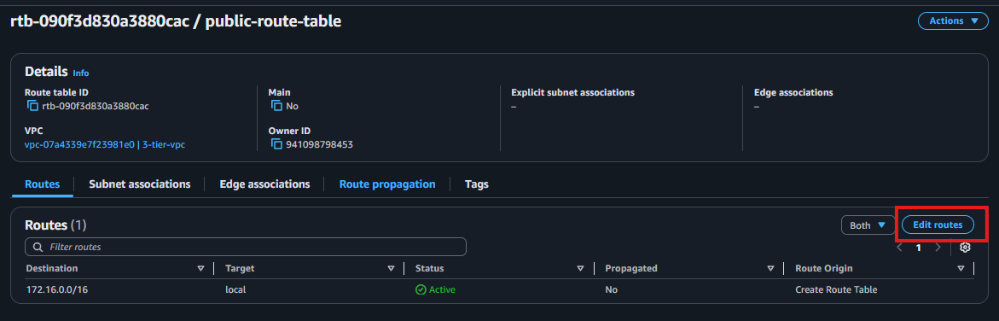 rtb-090f3d830a3880cac / public-route-table
Actions
Details Info
Route table ID Main Explicit subnet associations Edge associations
rtb-090f3d830a3880cac No – –
VPC Owner ID
vpc-07a4339e7f23981e0 | 3-tier-vpc 941098798453
Routes Subnet associations Edge associations Route propagation Tags
Routes (1) Both Edit routes
Filter routes 1
Destination Target Status Propagated Route Origin
172.16.0.0/16 local Active No Create Route Table